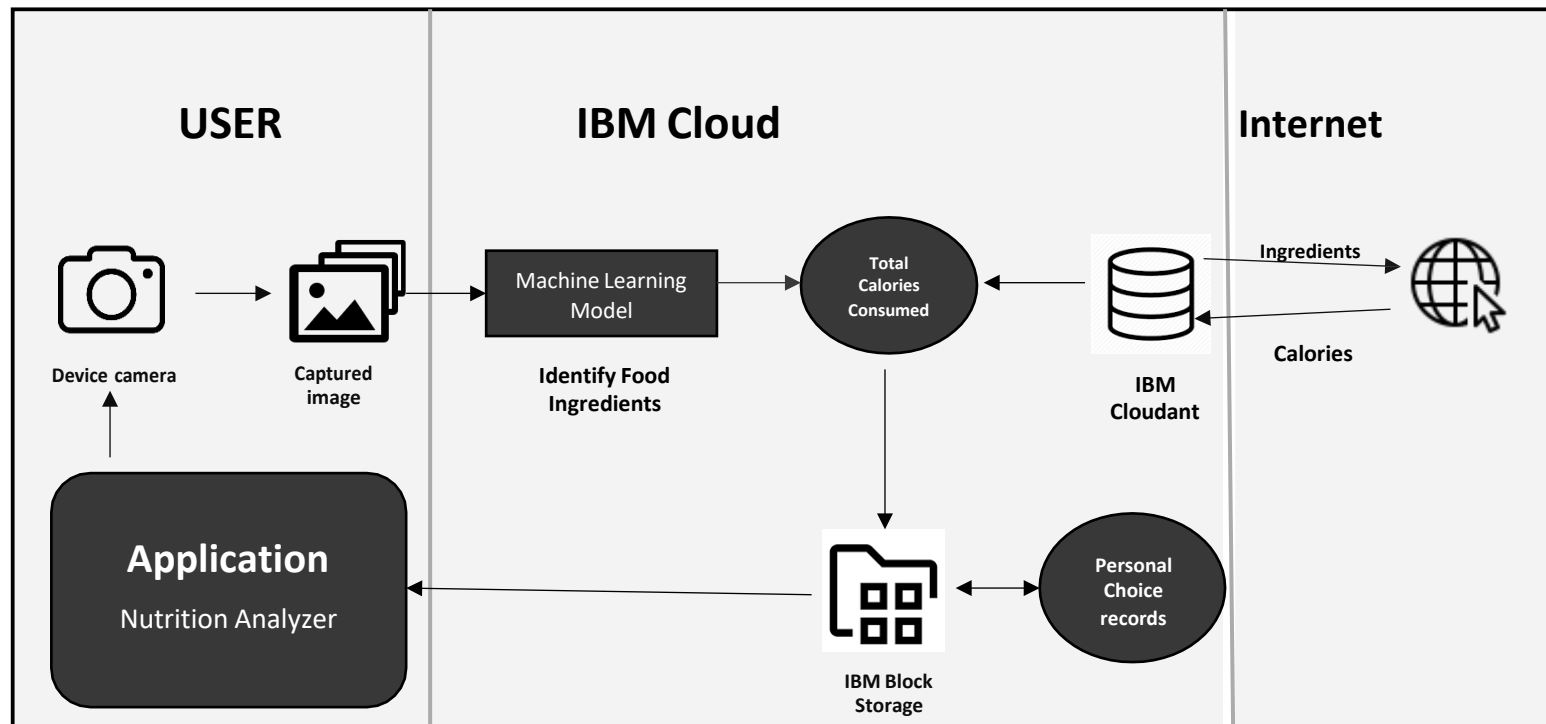 USER
IBM Cloud
Internet
Device camera
Captured
image
Machine Learning
Model
Identify Food
Ingredients
Total
Calories
Consumed
IBM
Cloudant
Ingredients
Calories
Application
Nutrition Analyzer
IBM Block
Storage
Personal
Choice
records